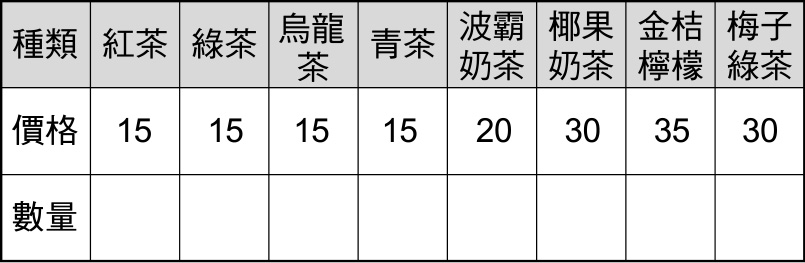 種類 紅茶 綠茶 烏龍茶 青茶 波霸奶茶 椰果奶茶 金桔檸檬 梅子綠茶
價格 15 15 15 15 20 30 35 30
數量